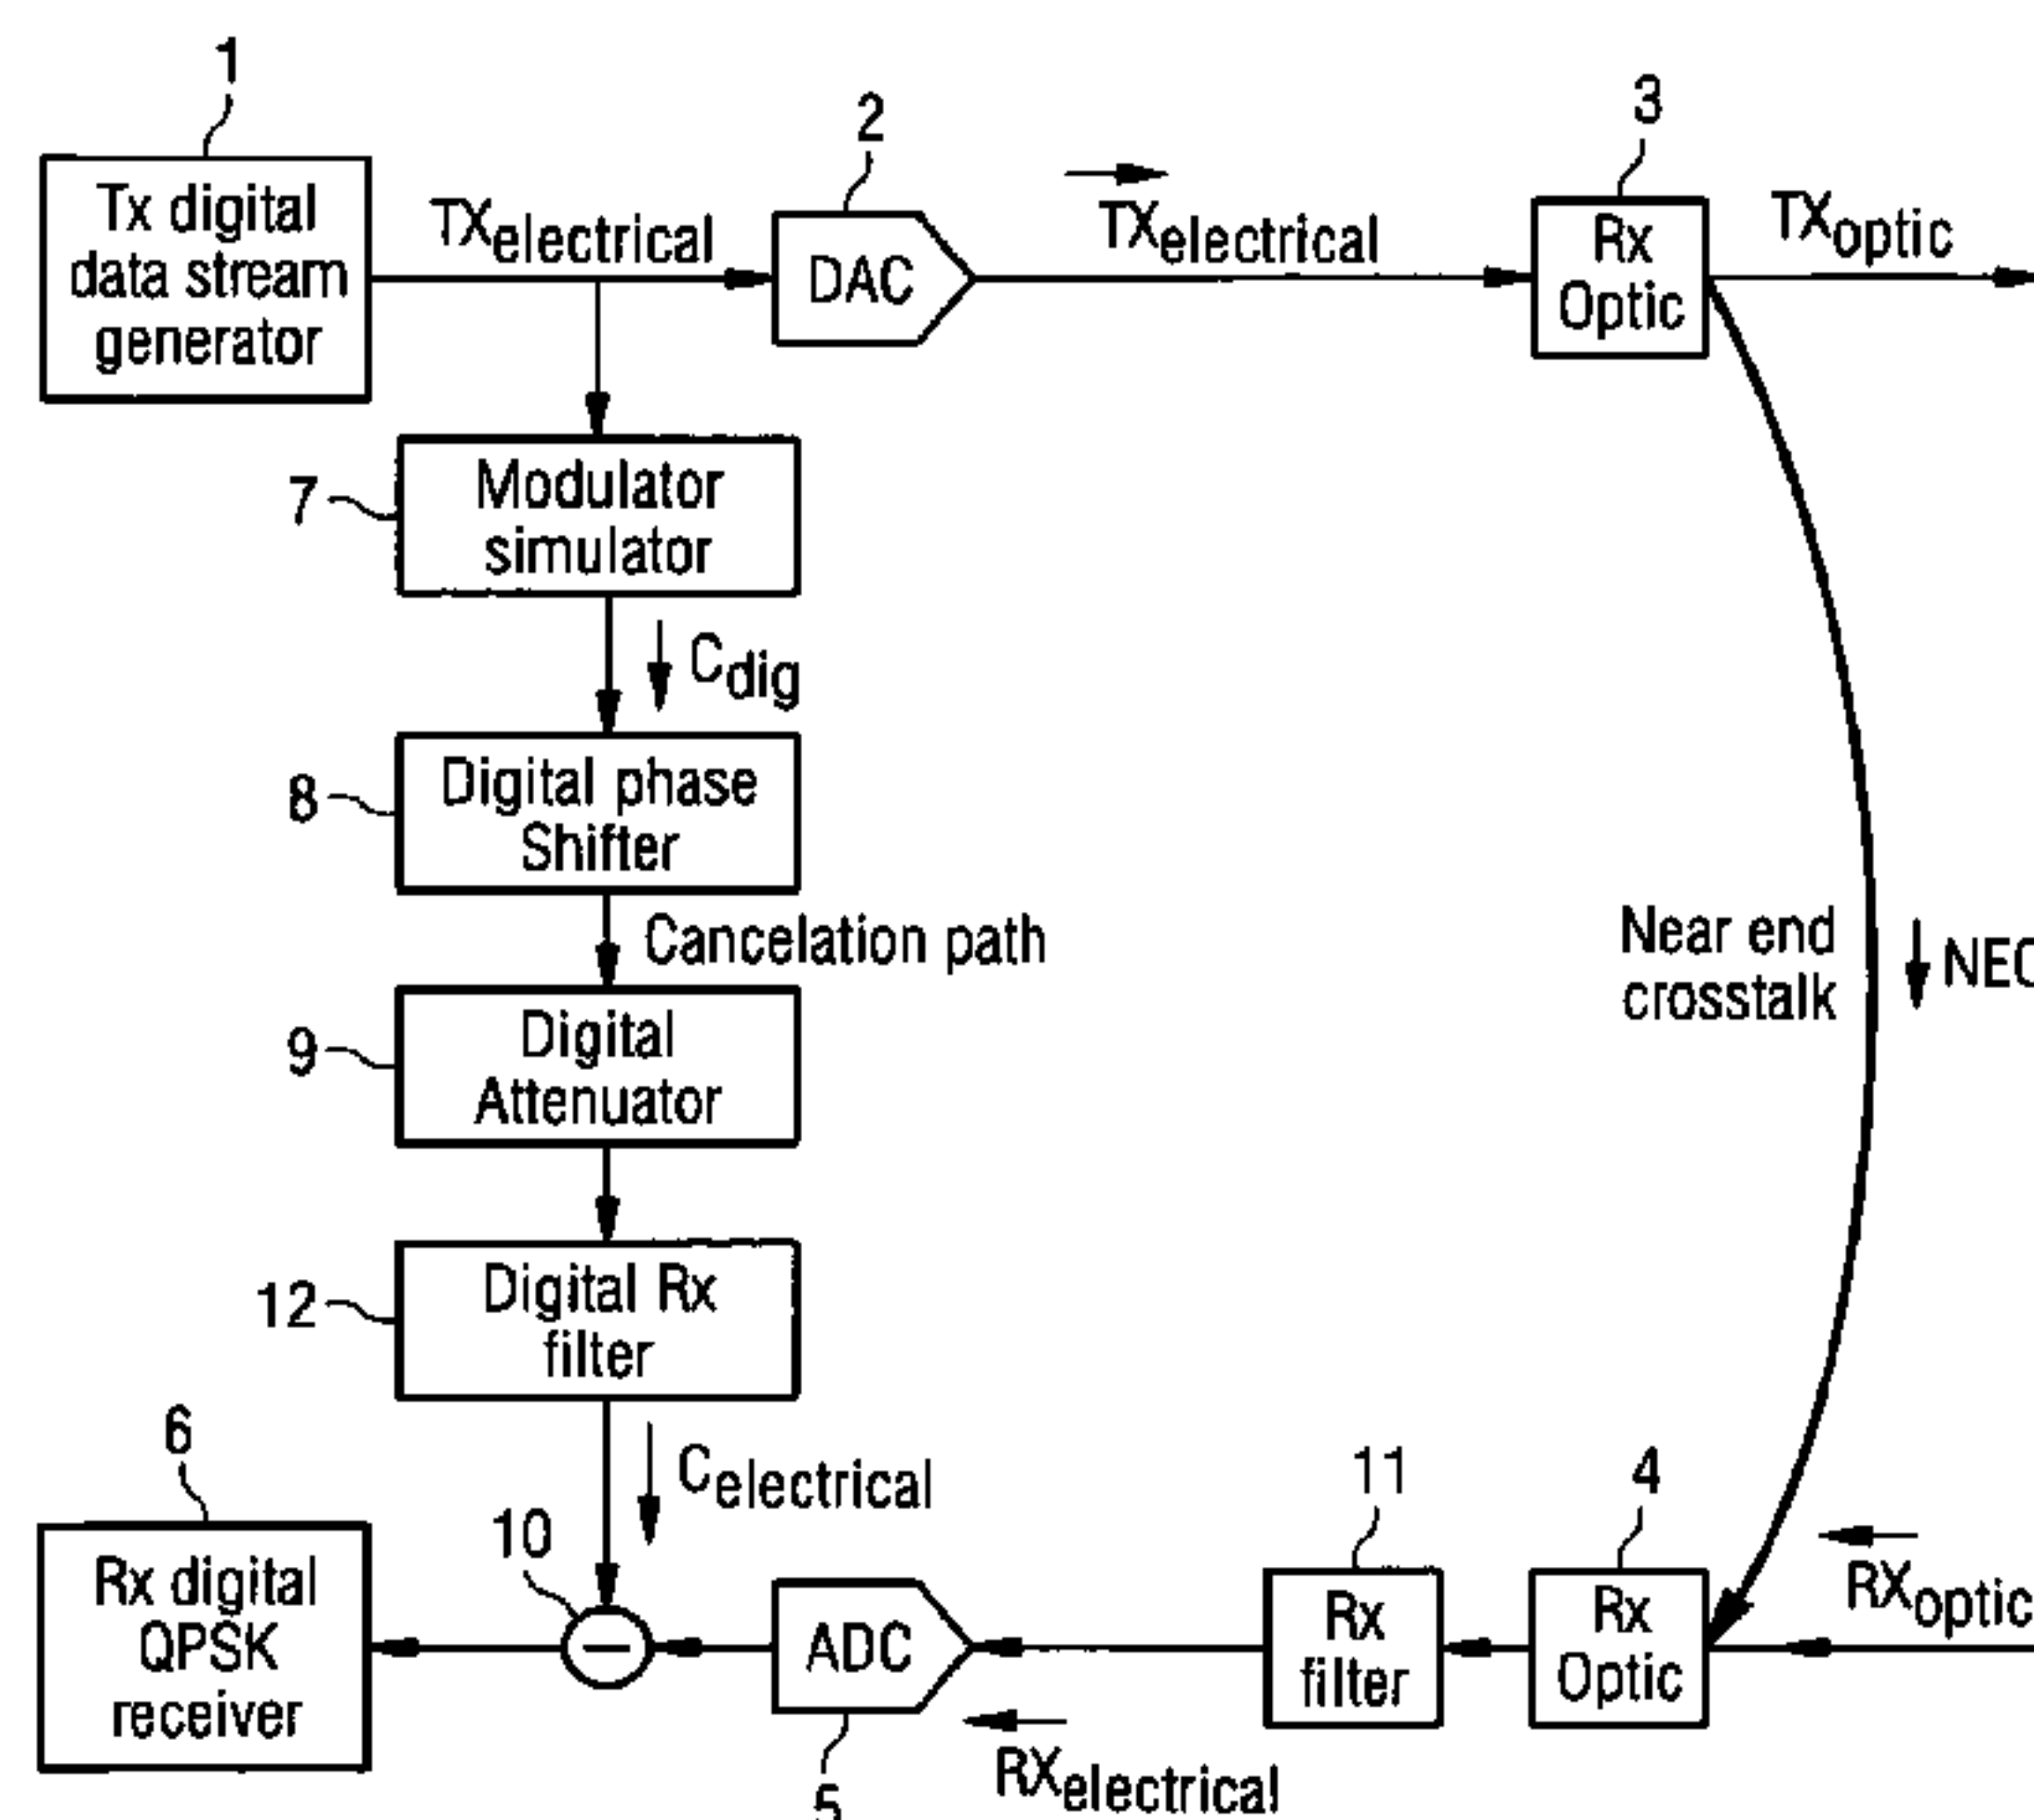 1
Tx digital
data stream
generator
TXelectrical
2
DAC
TXelectrical
3
Rx
Optic
TXoptic
7
Modulator
simulator
Cdig
8
Digital phase
Shifter
Cancelation path
Near end
crosstalk
NEC
9
Digital
Attenuator
12
Digital Rx
filter
Celectrical
6
Rx digital
QPSK
receiver
10
ADC
5
RXelectrical
11
Rx
filter
4
Rx
Optic
RXoptic